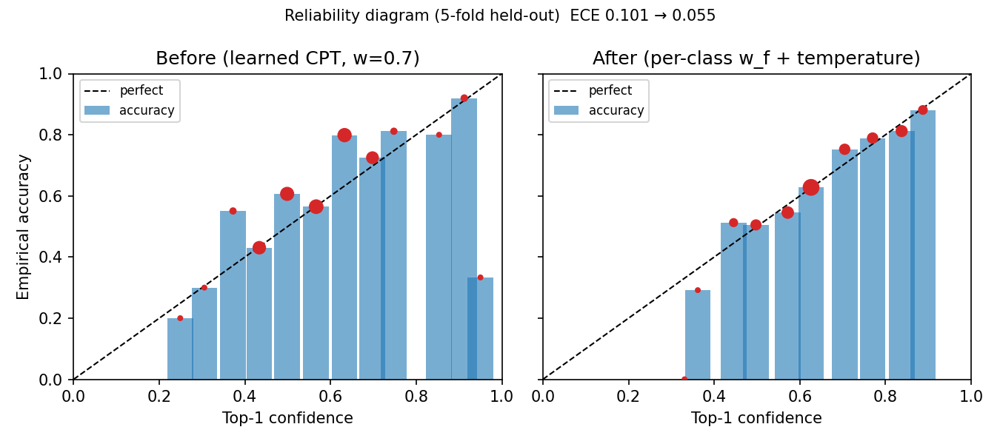 Reliability diagram (5-fold held-out)  ECE 0.101 → 0.055
Before (learned CPT, w=0.7)
After (per-class w_f + temperature)
perfect
accuracy
perfect
accuracy
Empirical accuracy
1.0
0.8
0.6
0.4
0.2
0.0
0.0 0.2 0.4 0.6 0.8 1.0
0.0 0.2 0.4 0.6 0.8 1.0
Top-1 confidence
Top-1 confidence